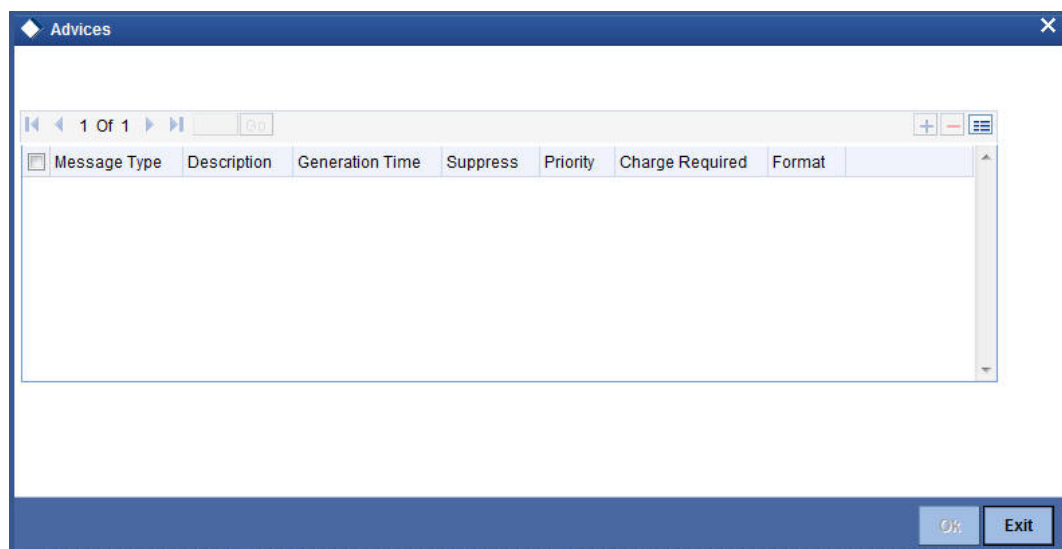 Advices
1 Of 1 Go
Message Type Description Generation Time Suppress Priority Charge Required Format
Ok Exit